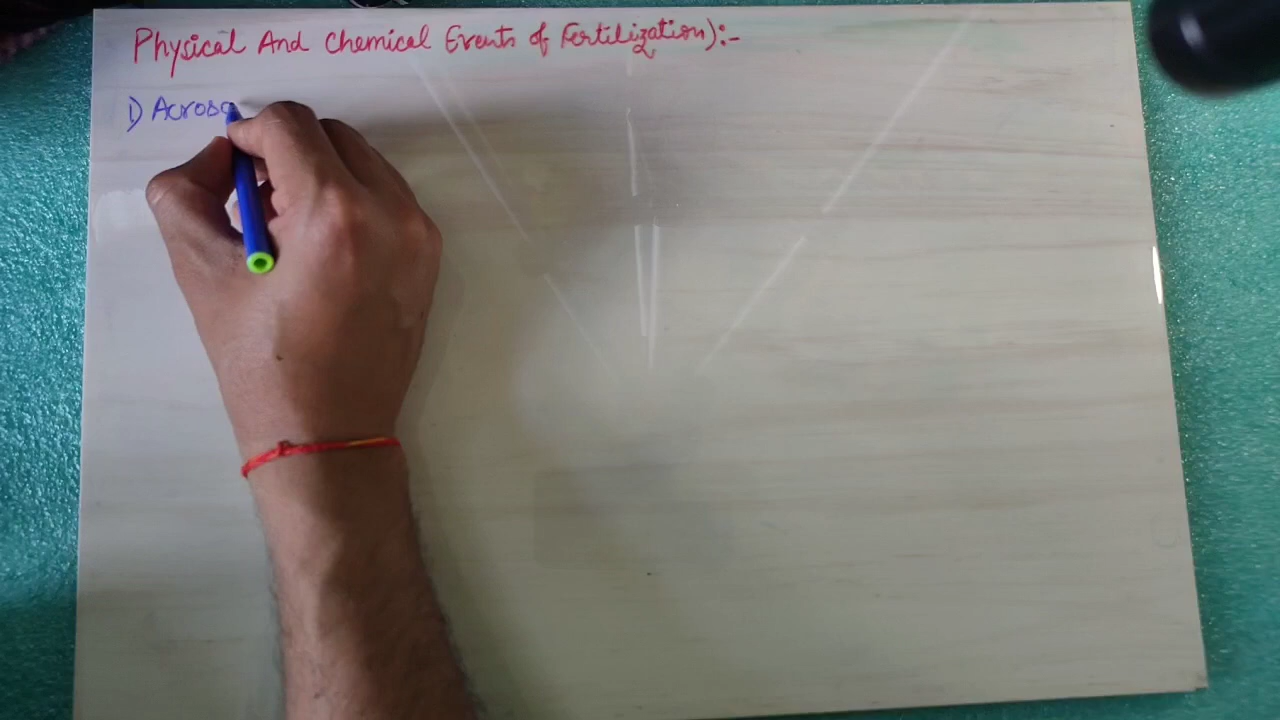 Physical And Chemical Events of Fertilization):-
1) Acroso